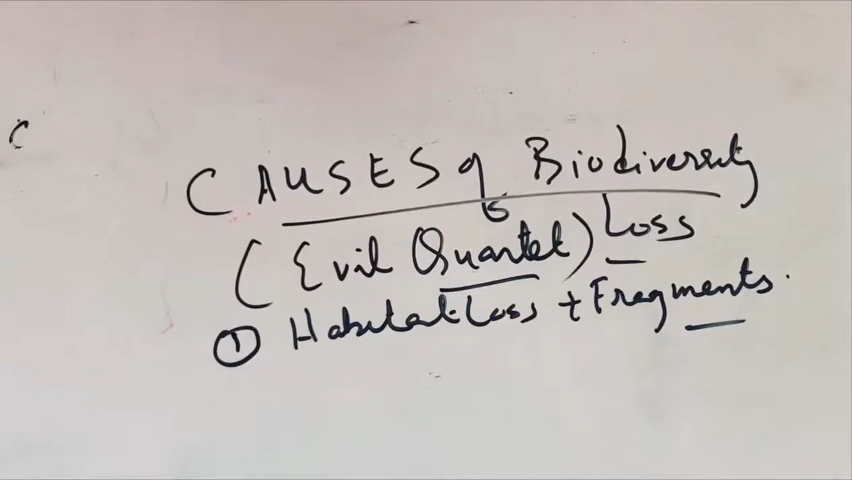 C
CAUSES of Biodiversity
(Evil Quartet) Loss
① Habitat Loss + Fragments.